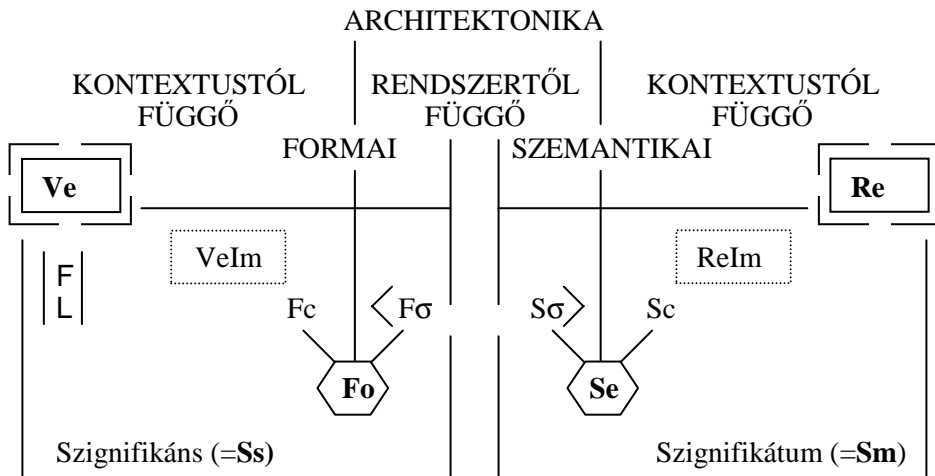 ARCHITEKTONIKA
KONTEXTUSTÓL FÜGGŐ
RENDSZERTŐL FÜGGŐ
KONTEXTUSTÓL FÜGGŐ
FORMAI
SZEMANTIKAI
Ve
Re
VeIm
ReIm
F
L
Fc
Fσ
Sσ
Sc
Fo
Se
Szignifikáns (=Ss)
Szignifikátum (=Sm)